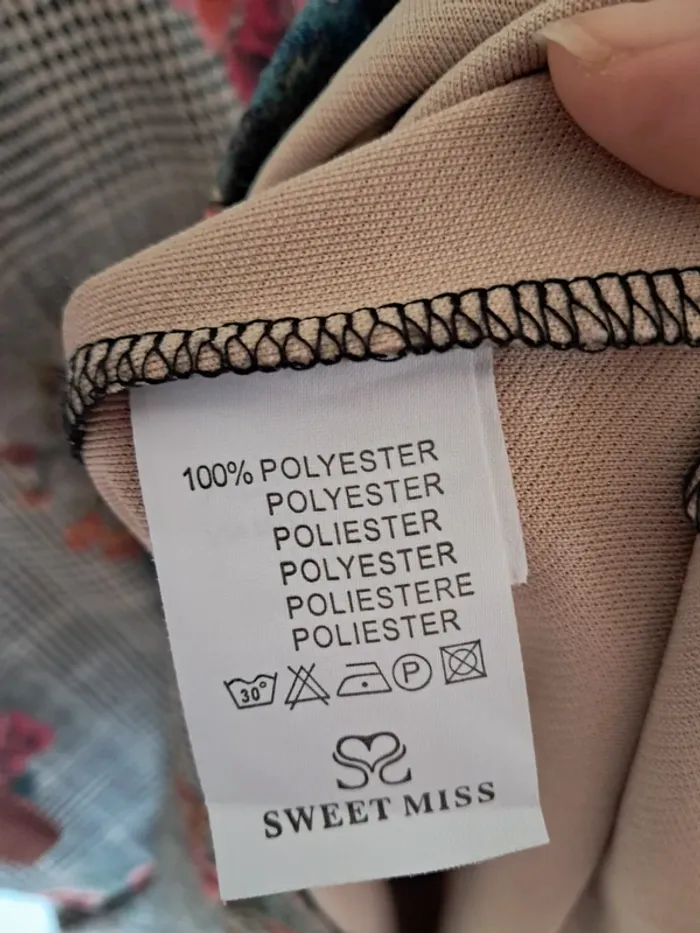 100% POLYESTER
POLYESTER
POLIESTER
POLYESTER
POLIESTERE
POLIESTER
30° P
SWEET MISS